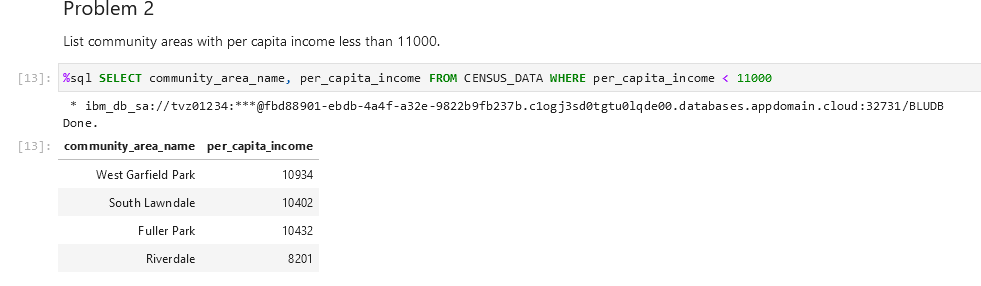 Problem 2
List community areas with per capita income less than 11000.
[13]: %sql SELECT community_area_name, per_capita_income FROM CENSUS_DATA WHERE per_capita_income < 11000
* ibm_db_sa://tvz01234:***@fbd88901-ebdb-4a4f-a32e-9822b9fb237b.c1ogj3sd0tgtu0lqde00.databases.appdomain.cloud:32731/BLUDB
Done.
[13]: community_area_name per_capita_income
West Garfield Park 10934
South Lawndale 10402
Fuller Park 10432
Riverdale 8201